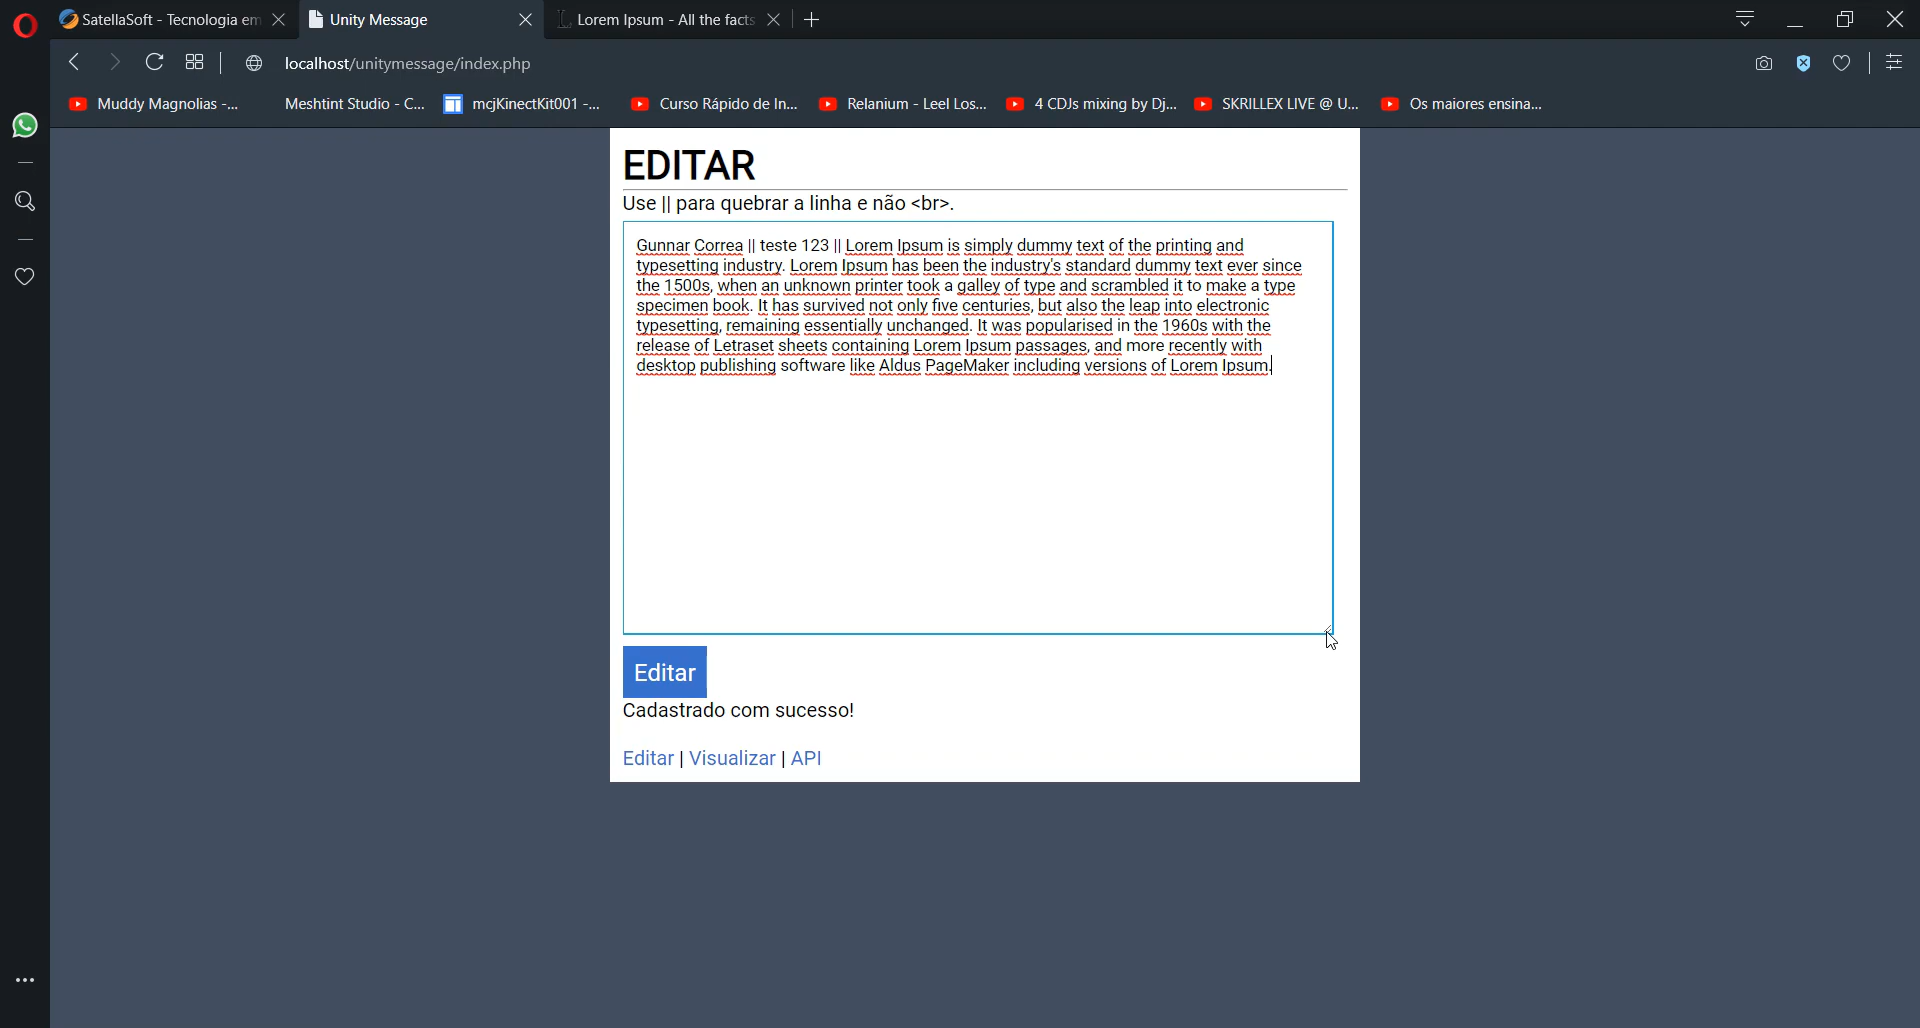 SatellaSoft - Tecnologia em
Unity Message
Lorem Ipsum - All the facts
localhost/unitymessage/index.php
Muddy Magnolias -...
Meshtint Studio - C...
mcjKinectKit001 -...
Curso Rápido de In...
Relanium - Leel Los...
4 CDJs mixing by Dj...
SKRILLEX LIVE @ U...
Os maiores ensina...
EDITAR
Use || para quebrar a linha e não <br>.
Gunnar Correa || teste 123 || Lorem Ipsum is simply dummy text of the printing and
typesetting industry. Lorem Ipsum has been the industry's standard dummy text ever since
the 1500s, when an unknown printer took a galley of type and scrambled it to make a type
specimen book. It has survived not only five centuries, but also the leap into electronic
typesetting, remaining essentially unchanged. It was popularised in the 1960s with the
release of Letraset sheets containing Lorem Ipsum passages, and more recently with
desktop publishing software like Aldus PageMaker including versions of Lorem Ipsum.
Editar
Cadastrado com sucesso!
Editar | Visualizar | API